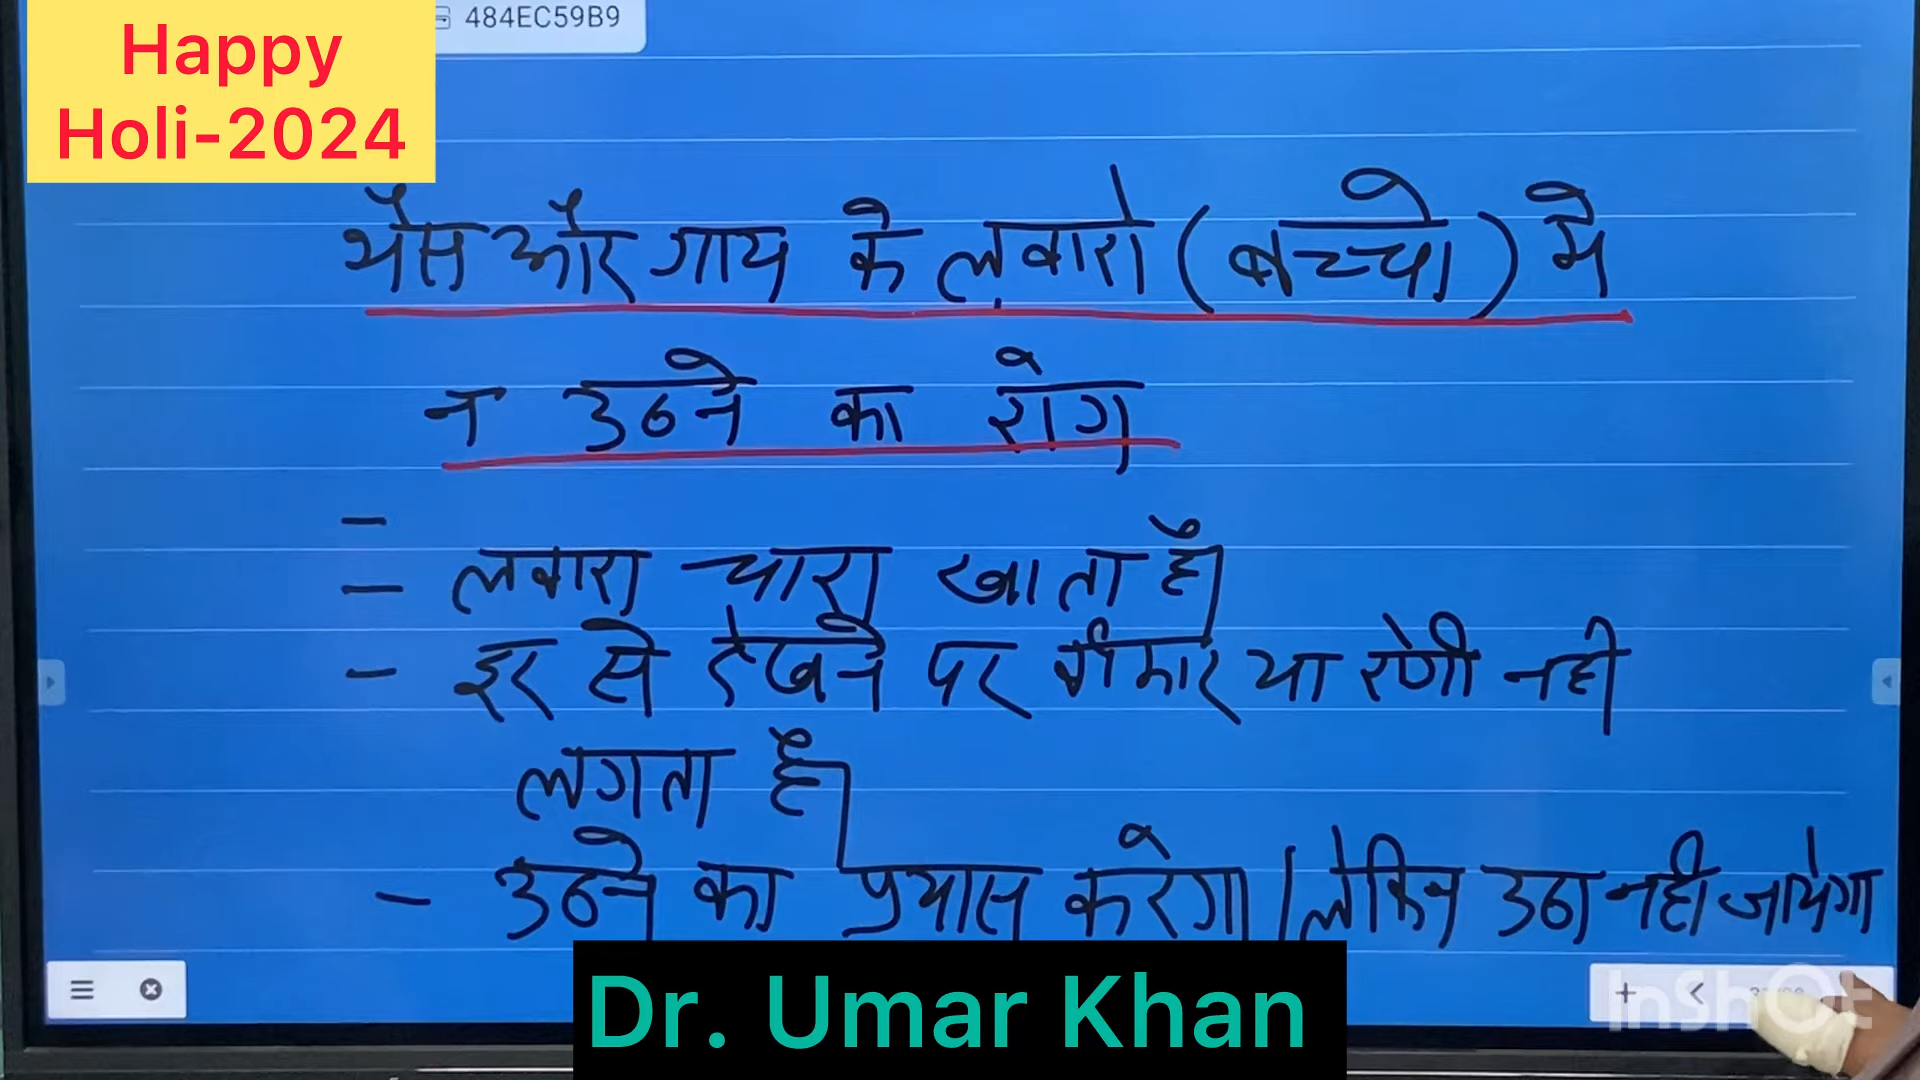 484EC59B9
Happy
Holi-2024
भैंस और गाय के लवारो (बच्चो) मे
न उठने का रोग
-
- लवारा चारा खाता है।
- दूर से देखने पर बीमार या रोगी नही
लगता है।
- उठने का प्रयास करेगा। लेकिन उठा नही जायेगा
Dr. Umar Khan
InShOt